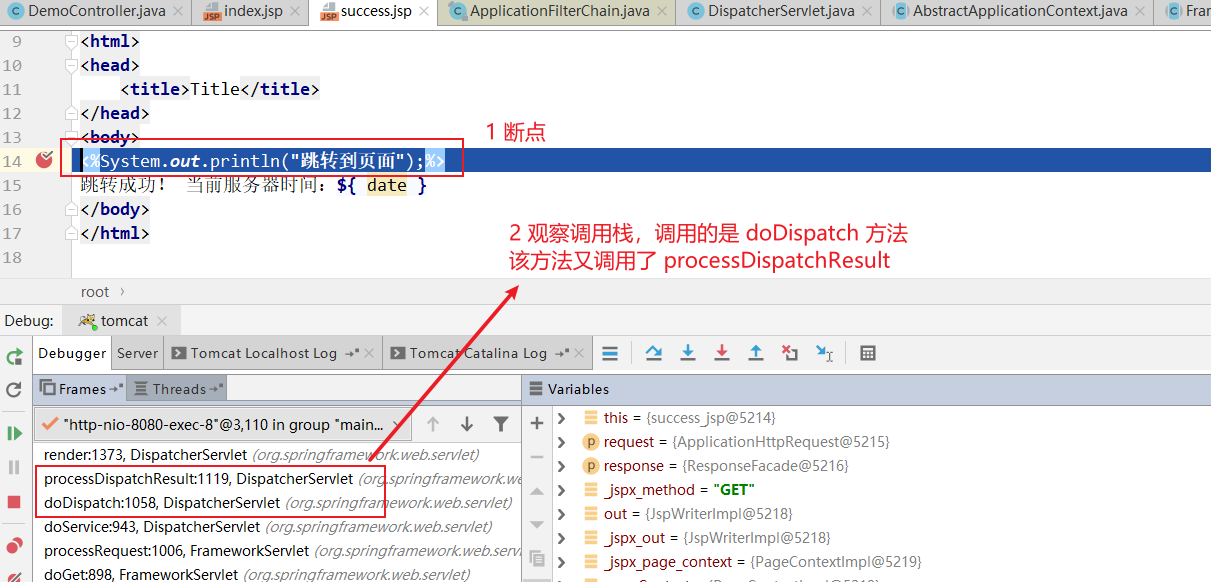 DemoController.java index.jsp success.jsp ApplicationFilterChain.java DispatcherServlet.java AbstractApplicationContext.java
9 <html>
10 <head>
11 <title>Title</title>
12 </head>
13 <body>
1 断点
14 <%System.out.println("跳转到页面");%>
15 跳转成功! 当前服务器时间:${ date }
16 </body>
17 </html>
18
2 观察调用栈，调用的是 doDispatch 方法
该方法又调用了 processDispatchResult
root
Debug: tomcat
Debugger Server Tomcat Localhost Log Tomcat Catalina Log
Frames Threads Variables
"http-nio-8080-exec-8"@3,110 in group "main...
render:1373, DispatcherServlet (org.springframework.web.servlet)
processDispatchResult:1119, DispatcherServlet (org.springframework.we
doDispatch:1058, DispatcherServlet (org.springframework.web.servlet)
doService:943, DispatcherServlet (org.springframework.web.servlet)
processRequest:1006, FrameworkServlet (org.springframework.web.servl
doGet:898, FrameworkServlet (org.springframework.web.servlet)
this = {success_jsp@5214}
request = {ApplicationHttpRequest@5215}
response = {ResponseFacade@5216}
_jspx_method = "GET"
out = {JspWriterImpl@5218}
_jspx_out = {JspWriterImpl@5218}
_jspx_page_context = {PageContextImpl@5219}